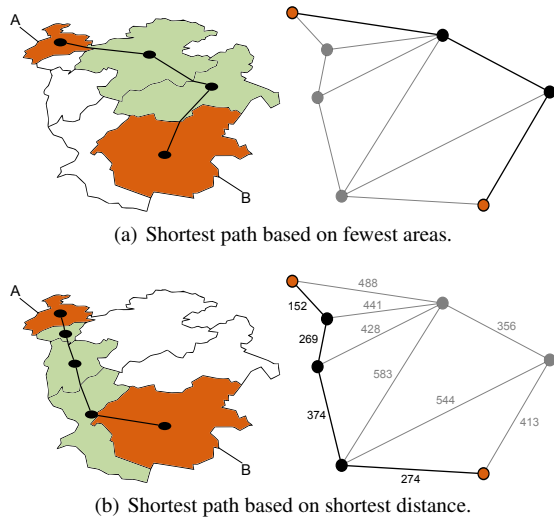 A
B
(a) Shortest path based on fewest areas.
A
B
488
152
441
269
428
356
583
374
544
413
274
(b) Shortest path based on shortest distance.